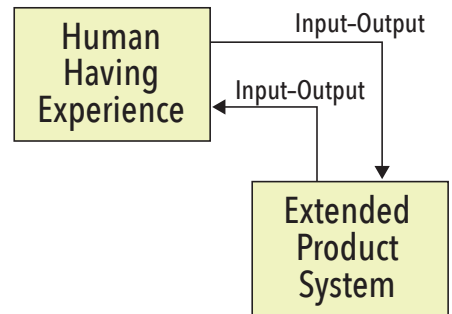 Human
Having
Experience
Input–Output
Input–Output
Extended
Product
System